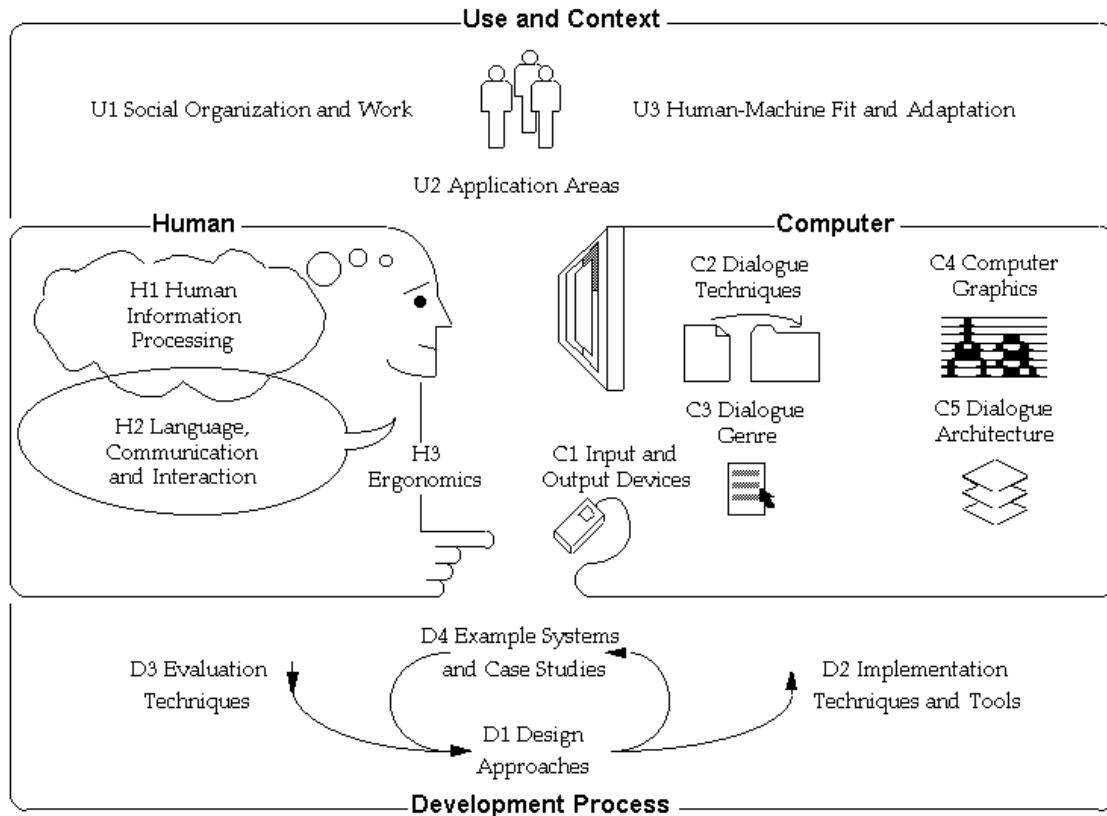 Use and Context
U1 Social Organization and Work
U3 Human-Machine Fit and Adaptation
U2 Application Areas
Human
H1 Human
Information
Processing
H2 Language,
Communication
and Interaction
H3
Ergonomics
Computer
C2 Dialogue
Techniques
C4 Computer
Graphics
C3 Dialogue
Genre
C5 Dialogue
Architecture
C1 Input and
Output Devices
D4 Example Systems
and Case Studies
D3 Evaluation
Techniques
D2 Implementation
Techniques and Tools
D1 Design
Approaches
Development Process